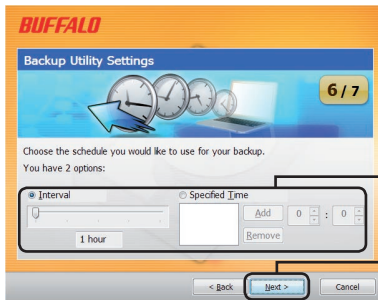 BUFFALO
Backup Utility Settings
6 / 7
Choose the schedule you would like to use for your backup.
You have 2 options:
Interval
Specified Time
Add
0 : 0
1 hour
Remove
< Back
Next >
Cancel